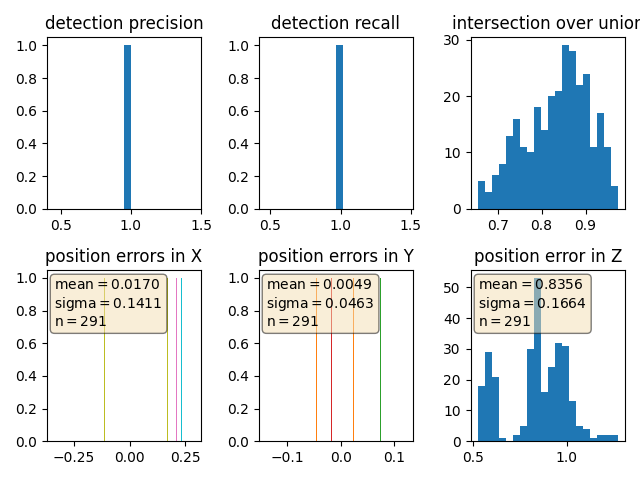 detection precision
detection recall
intersection over union
1.0
0.8
0.6
0.4
0.2
0.0
0.5 1.0 1.5
1.0
0.8
0.6
0.4
0.2
0.0
0.5 1.0 1.5
30
20
10
0
0.7 0.8 0.9
position errors in X
position errors in Y
position error in Z
1.0
0.8
0.6
0.4
0.2
0.0
mean = 0.0170
sigma = 0.1411
n = 291
−0.25 0.00 0.25
1.0
0.8
0.6
0.4
0.2
0.0
mean = 0.0049
sigma = 0.0463
n = 291
−0.1 0.0 0.1
50
40
30
20
10
0
mean = 0.8356
sigma = 0.1664
n = 291
0.5 1.0